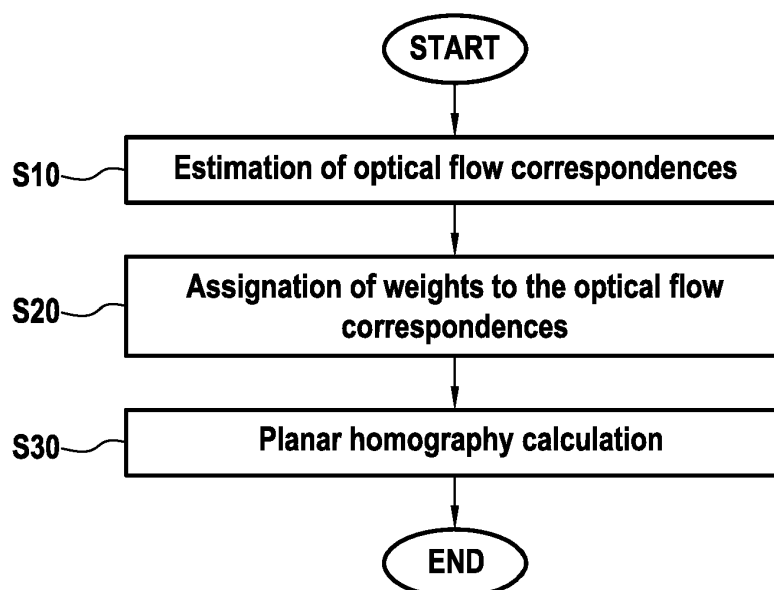 START
S10
Estimation of optical flow correspondences
S20
Assignation of weights to the optical flow
correspondences
S30
Planar homography calculation
END